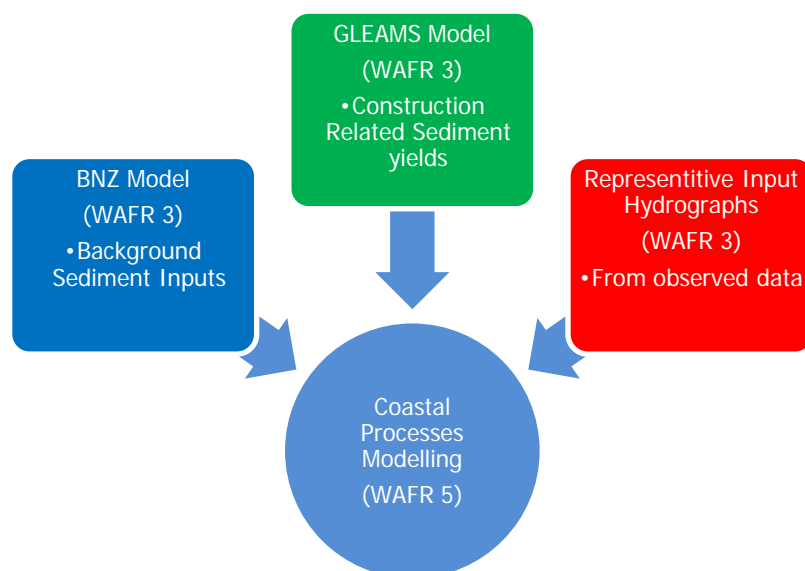 GLEAMS Model
(WAFR 3)
•Construction
Related Sediment
yields
BNZ Model
(WAFR 3)
•Background
Sediment Inputs
Representitive Input
Hydrographs
(WAFR 3)
•From observed data
Coastal
Processes
Modelling
(WAFR 5)